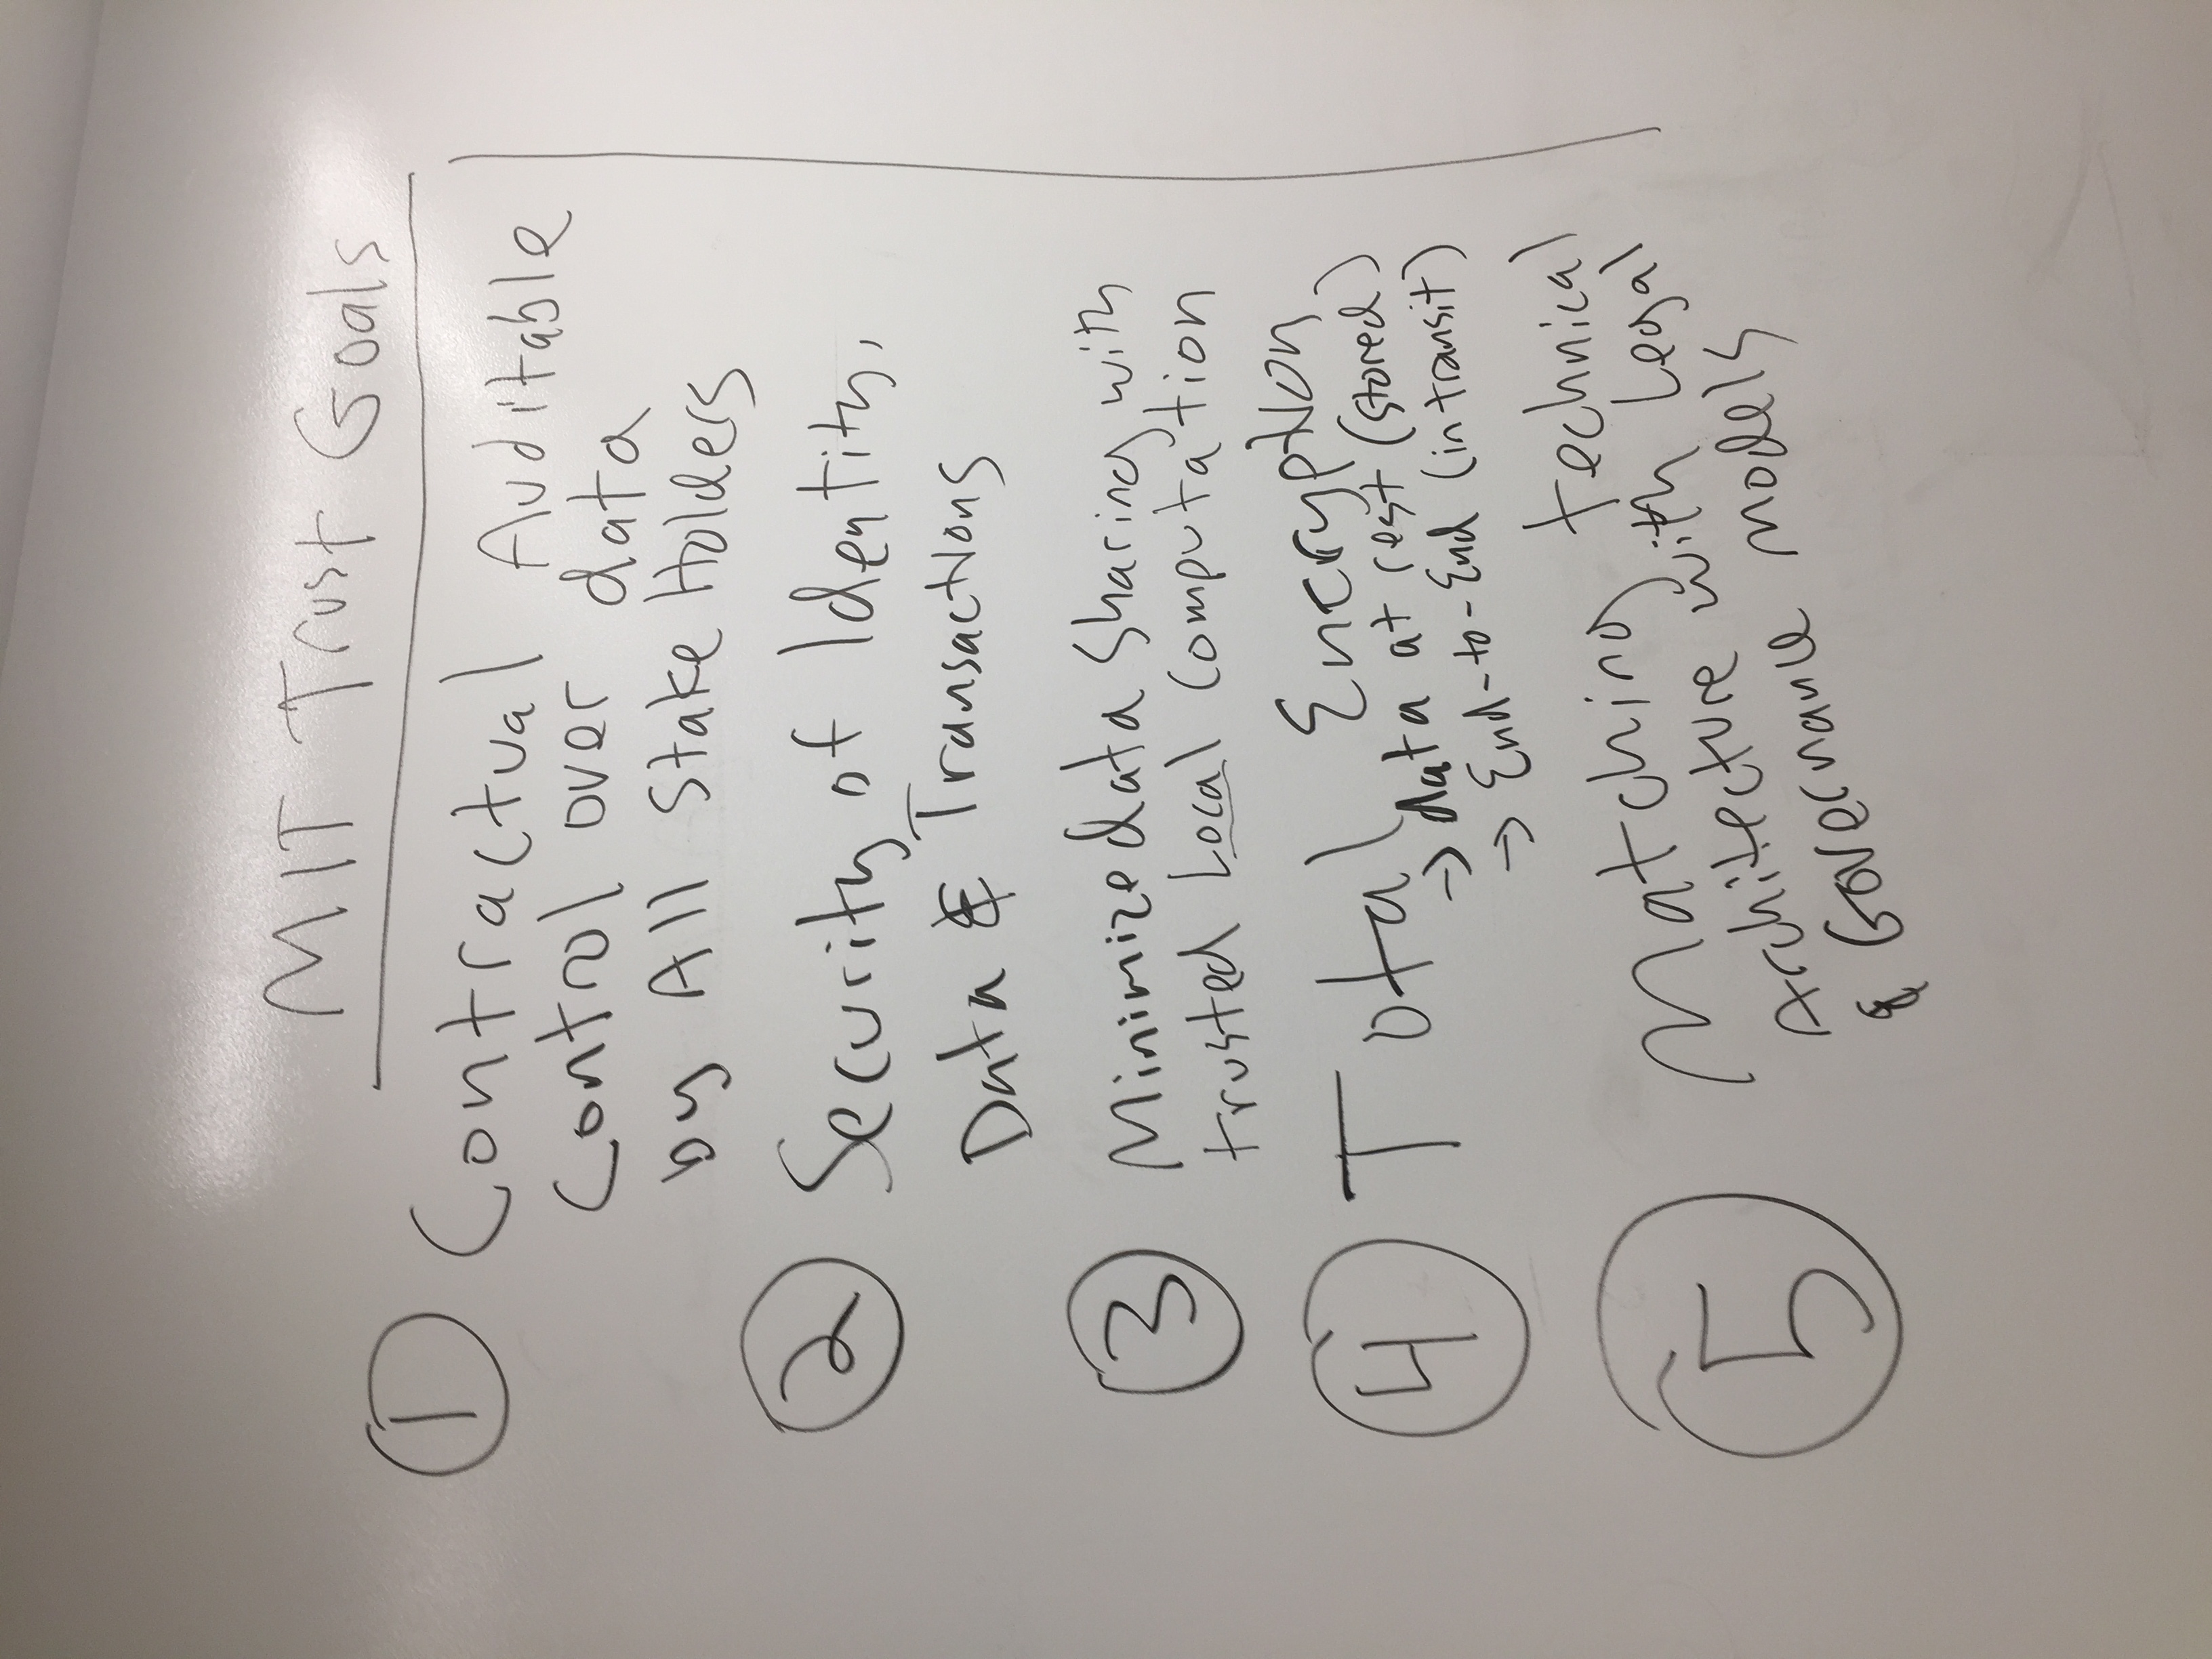 MIT Trust Goals
① Contractual Auditable
Control over data
by All Stake Holders
② Security of Identity,
Data & Transactions
③ Minimize data sharing with
trusted Local Computation
④ Total Encryption
→ data at rest (stored)
→ End-to-End (in transit)
⑤ Matching technical
Architecture with Legal
& Governance models